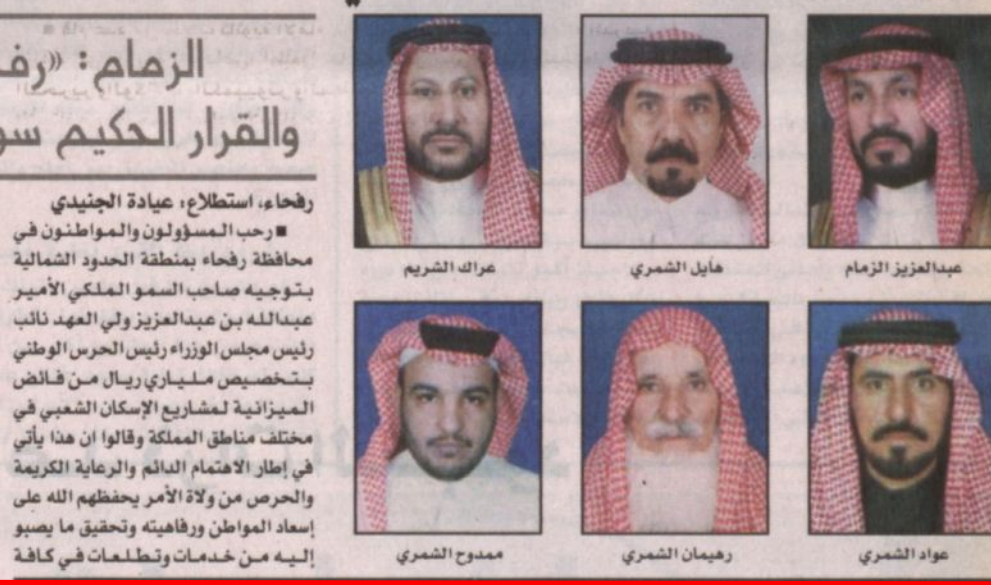 الزمام: «رف
والقرار الحكيم سو
رفحاء، استطلاع، عيادة الجنيدي
■ رحب المسؤولون والمواطنون في
محافظة رفحاء بمنطقة الحدود الشمالية
بتوجيه صاحب السمو الملكي الأمير
عبدالله بن عبدالعزيز ولي العهد نائب
رئيس مجلس الوزراء رئيس الحرس الوطني
بتخصيص ملياري ريال من فائض
الميزانية لمشاريع الإسكان الشعبي في
مختلف مناطق المملكة وقالوا ان هذا يأتي
في إطار الاهتمام الدائم والرعاية الكريمة
والحرص من ولاة الأمر يحفظهم الله على
إسعاد المواطن ورفاهيته وتحقيق ما يصبو
إليه من خدمات وتطلعات في كافة
عبدالعزيز الزمام
هايل الشمري
عراك الشريم
عواد الشمري
رهيمان الشمري
ممدوح الشمري